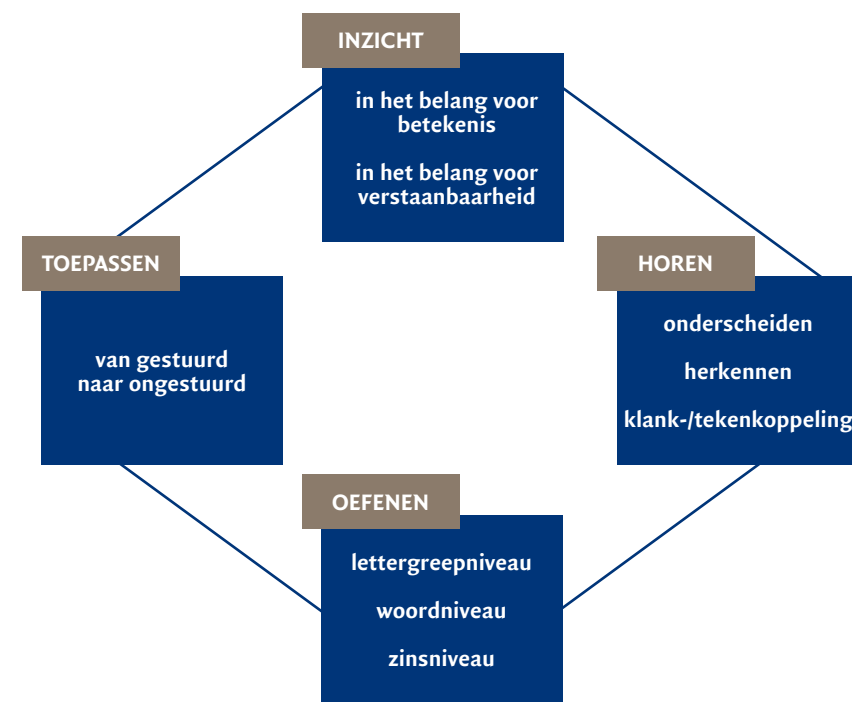 INZICHT
in het belang voor
betekenis
in het belang voor
verstaanbaarheid
TOEPASSEN
van gestuurd
naar ongestuurd
HOREN
onderscheiden
herkennen
klank-/tekenkoppeling
OEFENEN
lettergreepniveau
woordniveau
zinsniveau